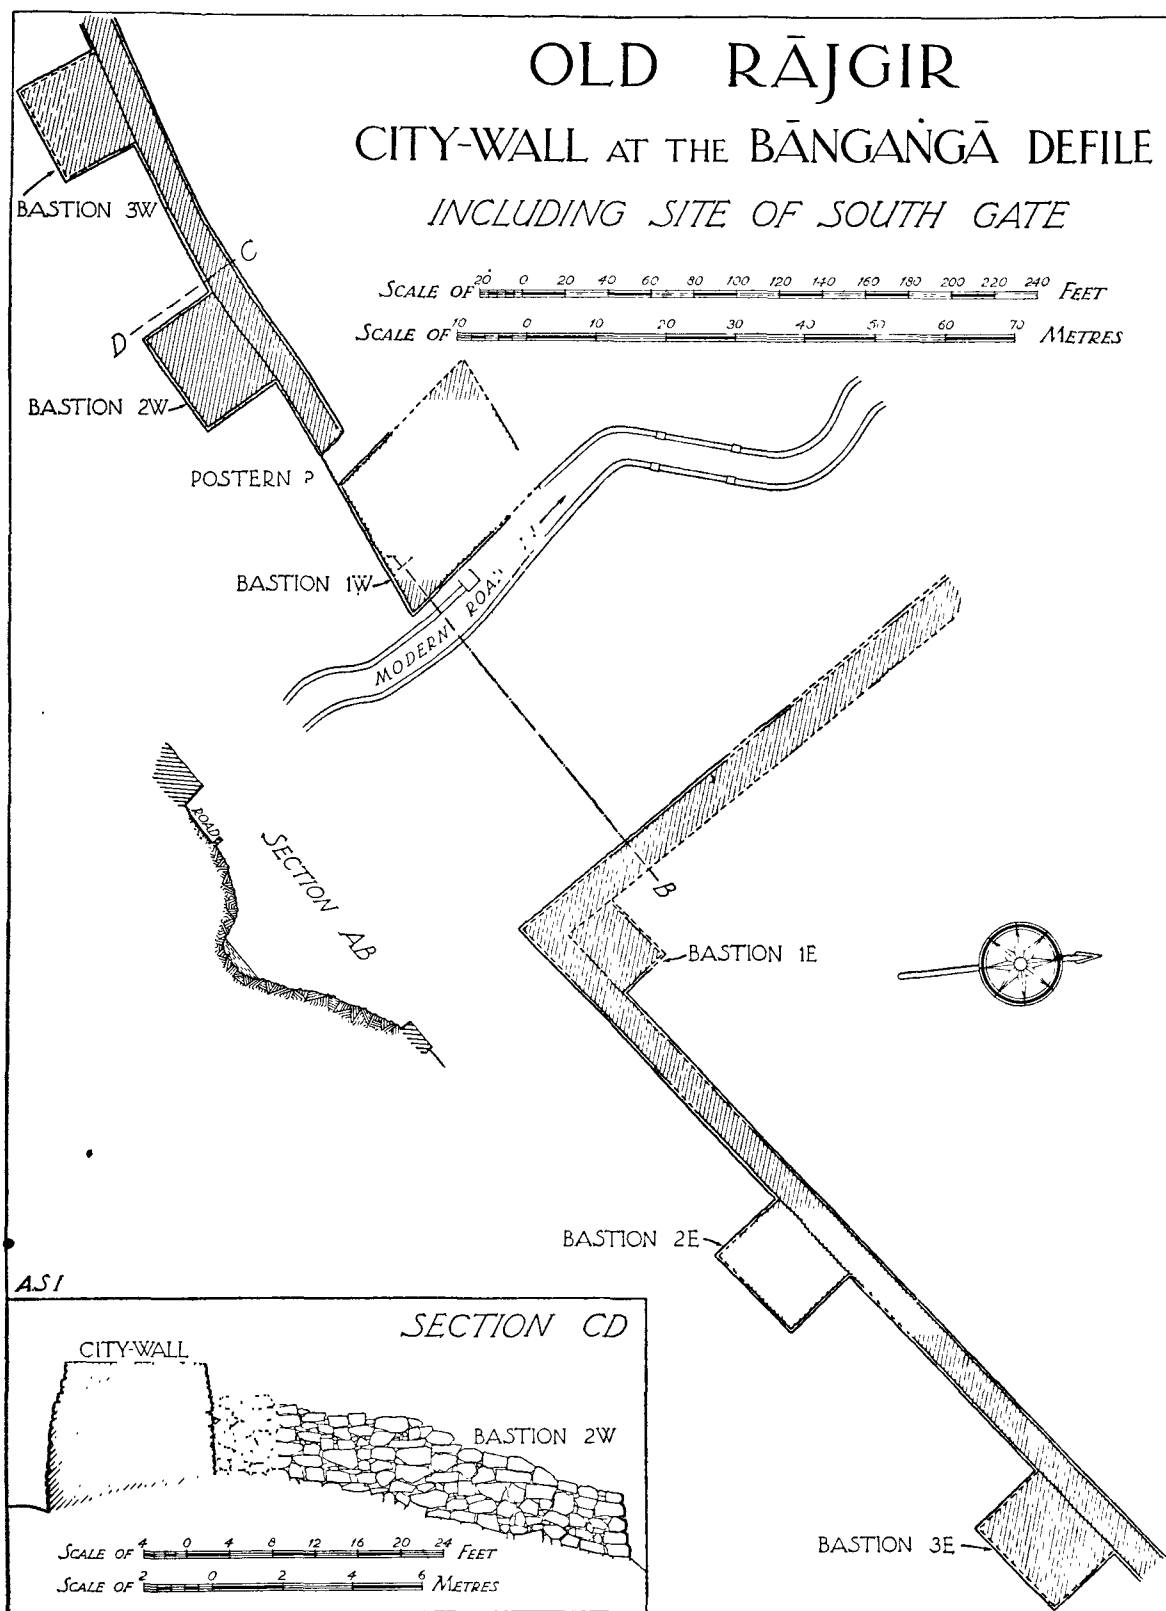 OLD RĀJGIR
CITY-WALL AT THE BĀNGAṄGĀ DEFILE
INCLUDING SITE OF SOUTH GATE
SCALE OF 20 0 20 40 60 80 100 120 140 160 180 200 220 240 FEET
SCALE OF 10 0 10 20 30 40 50 60 70 METRES
BASTION 3W
C
D
BASTION 2W
POSTERN ?
A
BASTION 1W
MODERN ROAD
ROAD
SECTION AB
B
BASTION 1E
BASTION 2E
BASTION 3E
A.S.I
SECTION CD
CITY-WALL
BASTION 2W
SCALE OF 4 0 4 8 12 16 20 24 FEET
SCALE OF 2 0 2 4 6 METRES